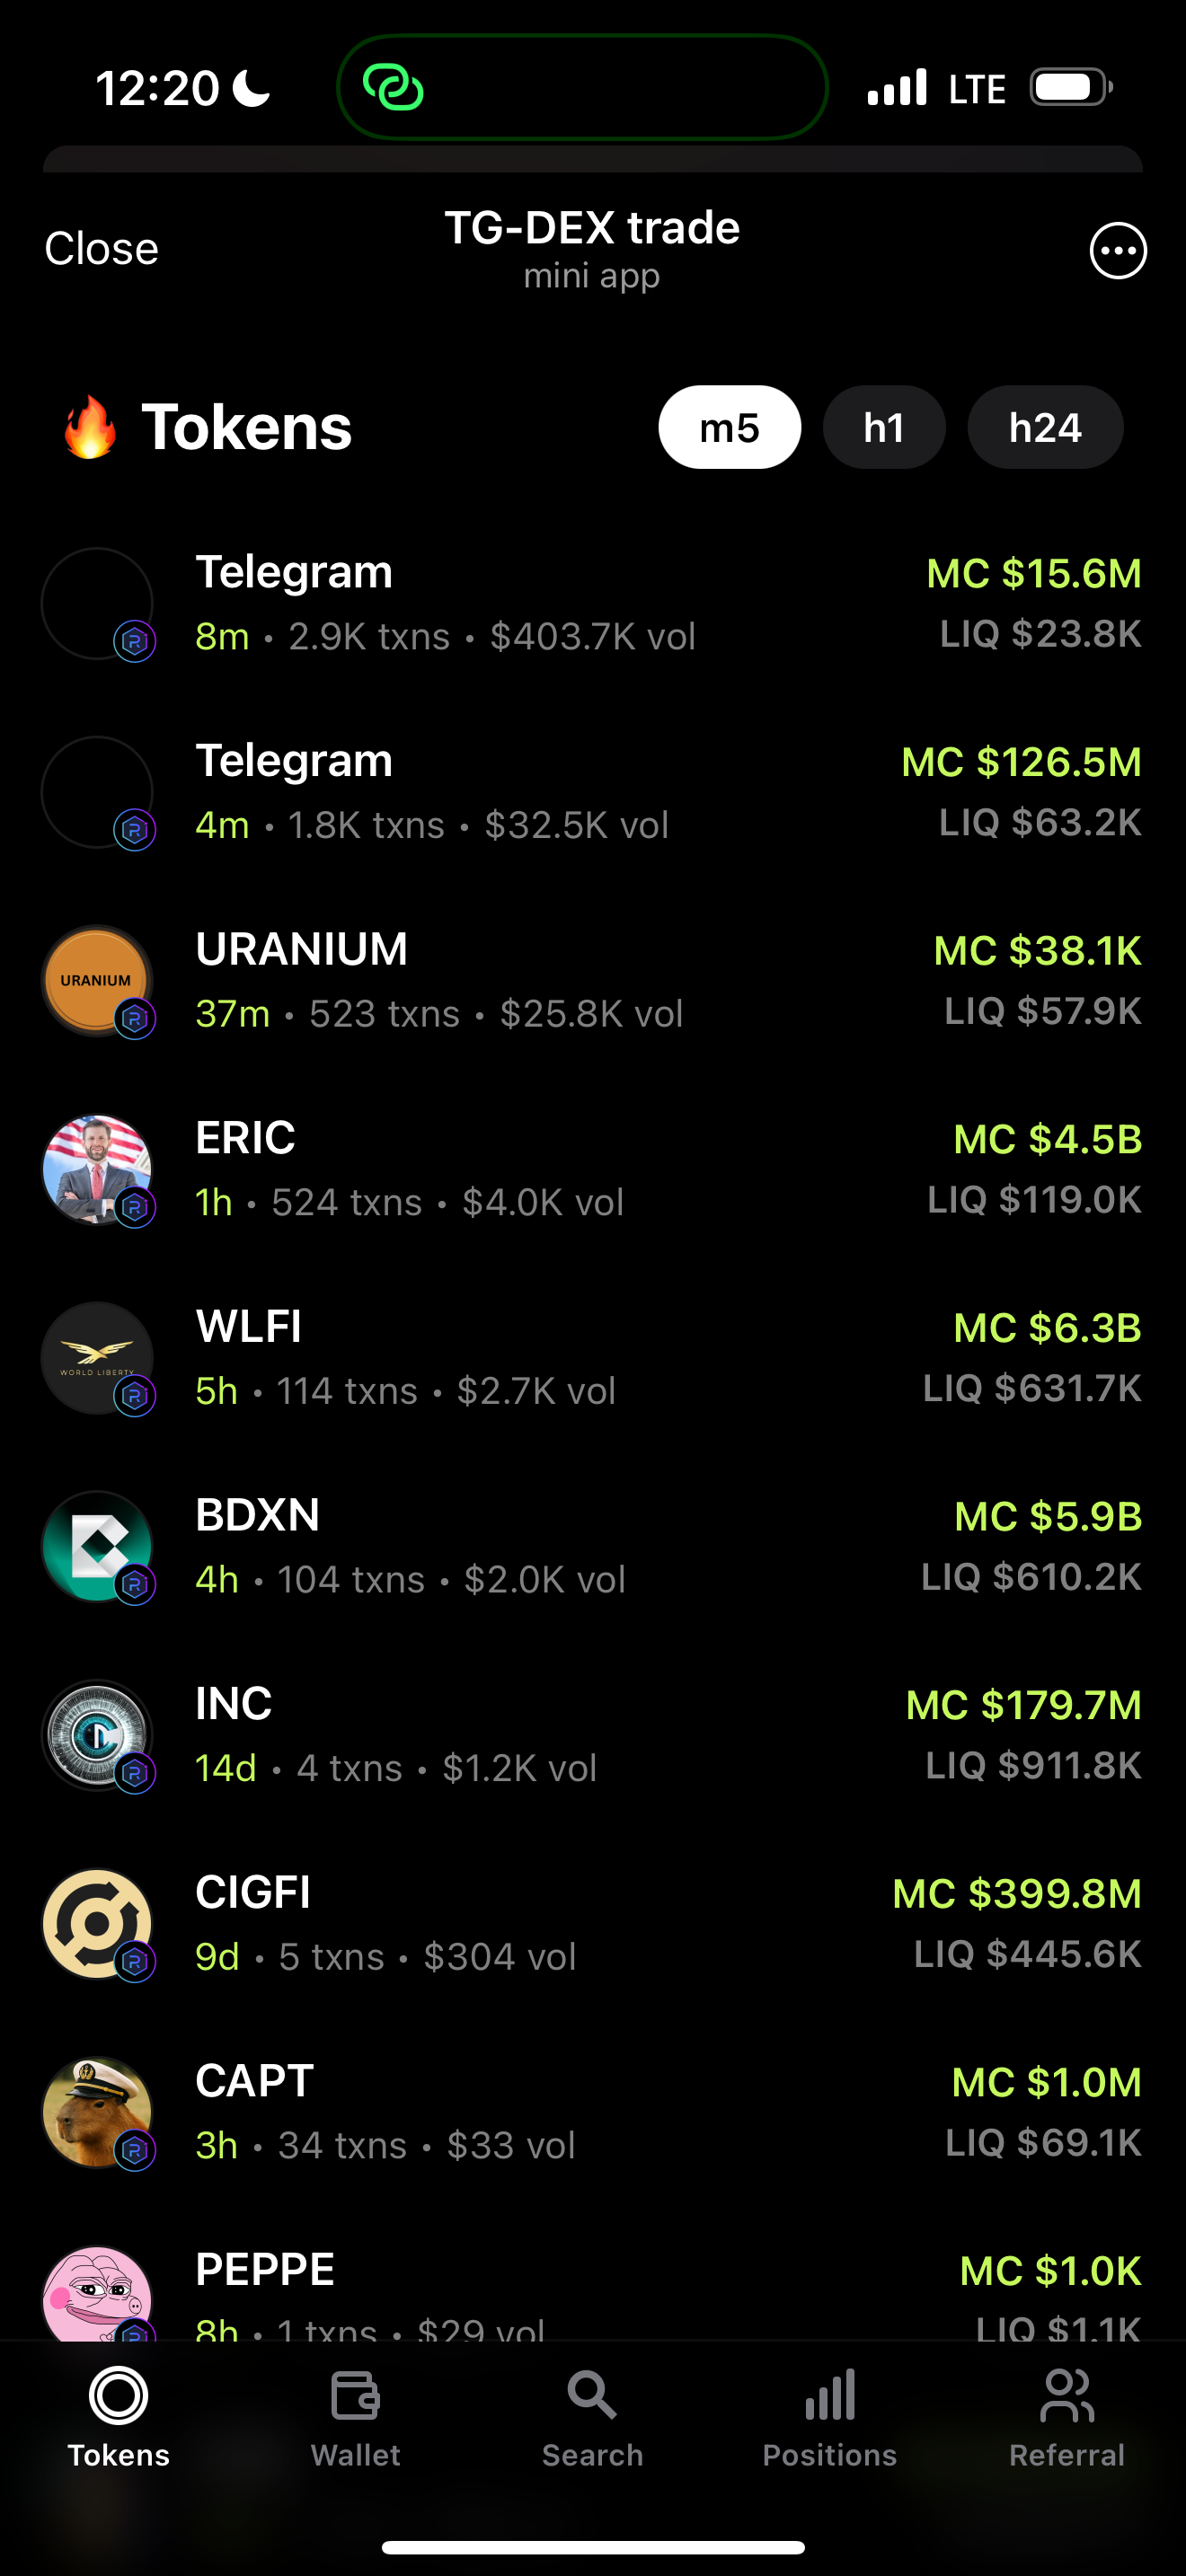 12:20
LTE
Close
TG-DEX trade
mini app
🔥 Tokens
m5
h1
h24
Telegram
MC $15.6M
8m • 2.9K txns • $403.7K vol
LIQ $23.8K
Telegram
MC $126.5M
4m • 1.8K txns • $32.5K vol
LIQ $63.2K
URANIUM
URANIUM
MC $38.1K
37m • 523 txns • $25.8K vol
LIQ $57.9K
ERIC
MC $4.5B
1h • 524 txns • $4.0K vol
LIQ $119.0K
WORLD LIBERTY
WLFI
MC $6.3B
5h • 114 txns • $2.7K vol
LIQ $631.7K
BDXN
MC $5.9B
4h • 104 txns • $2.0K vol
LIQ $610.2K
INC
MC $179.7M
14d • 4 txns • $1.2K vol
LIQ $911.8K
CIGFI
MC $399.8M
9d • 5 txns • $304 vol
LIQ $445.6K
CAPT
MC $1.0M
3h • 34 txns • $33 vol
LIQ $69.1K
PEPPE
MC $1.0K
8h • 1 txns • $29 vol
LIQ $1.1K
Tokens
Wallet
Search
Positions
Referral